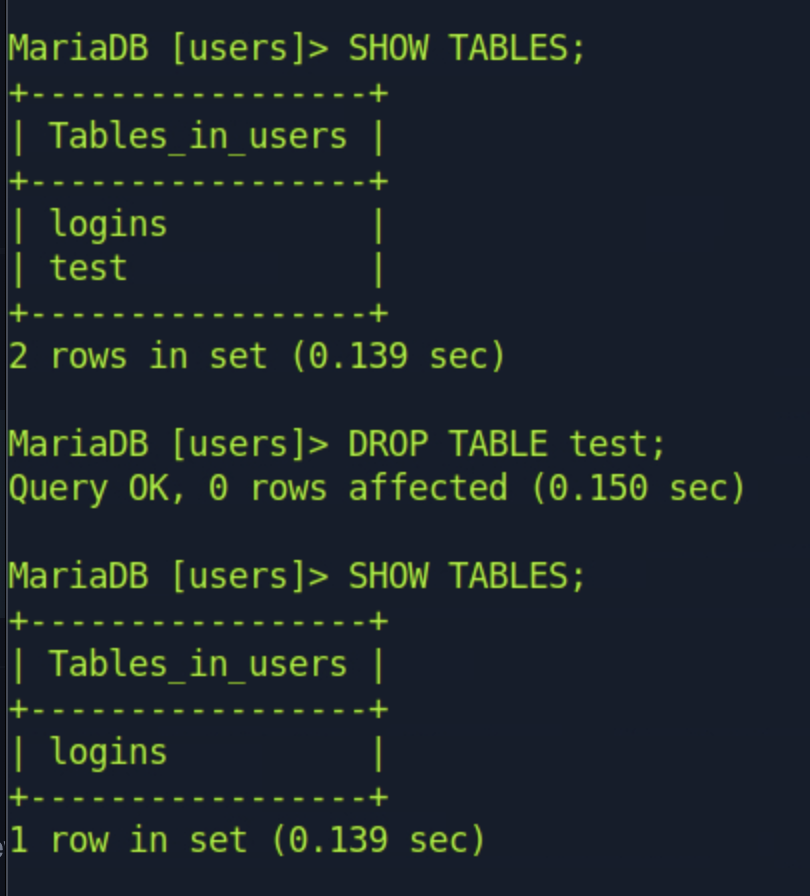 MariaDB [users]> SHOW TABLES;
+-----------------+
| Tables_in_users |
+-----------------+
| logins          |
| test            |
+-----------------+
2 rows in set (0.139 sec)

MariaDB [users]> DROP TABLE test;
Query OK, 0 rows affected (0.150 sec)

MariaDB [users]> SHOW TABLES;
+-----------------+
| Tables_in_users |
+-----------------+
| logins          |
+-----------------+
1 row in set (0.139 sec)